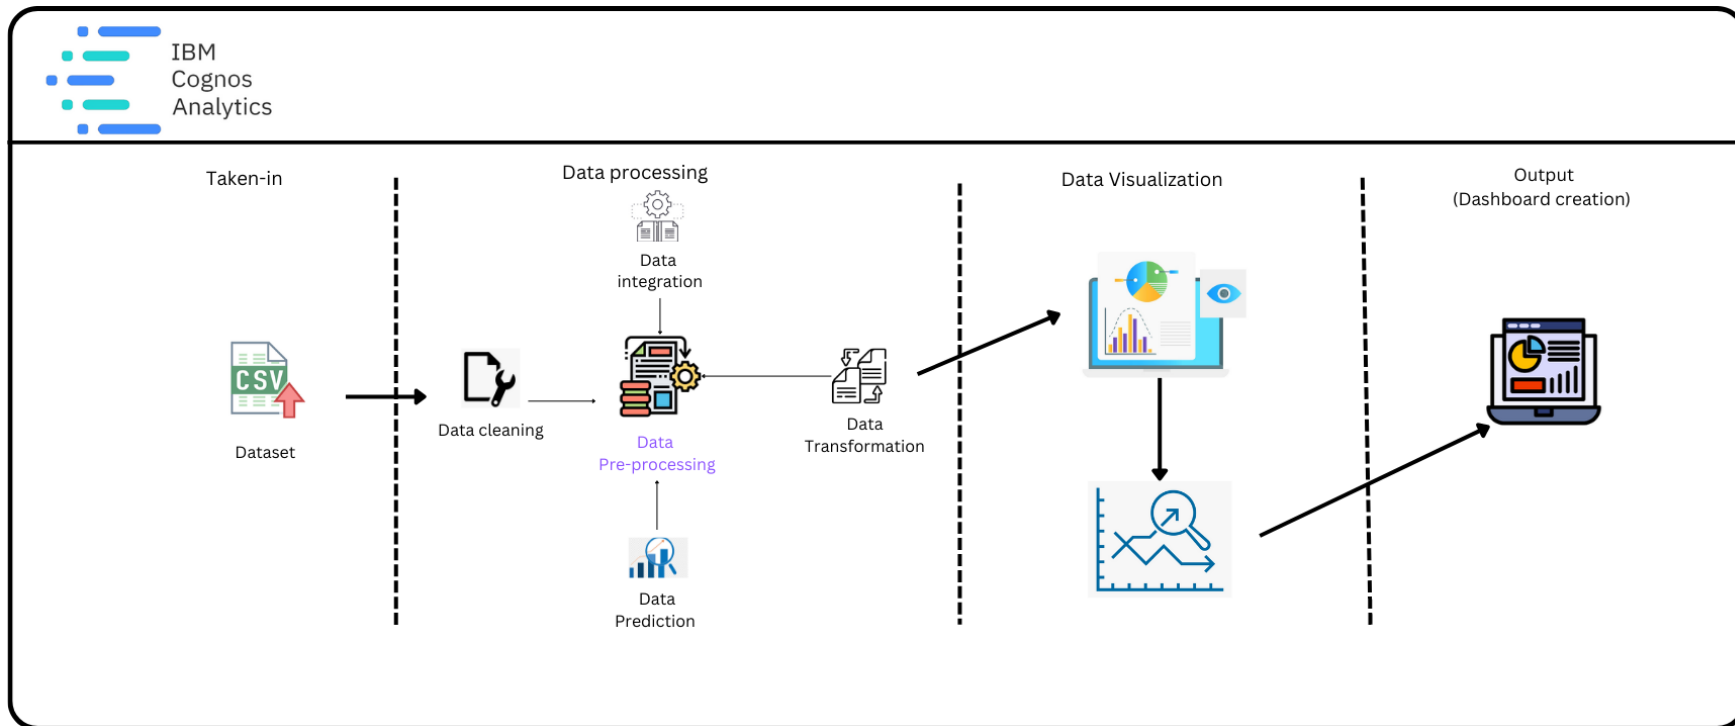 IBM
Cognos
Analytics
Taken-in
Data processing
Data Visualization
Output
(Dashboard creation)
Data
integration
CSV
Dataset
Data cleaning
Data
Pre-processing
Data
Transformation
Data
Prediction